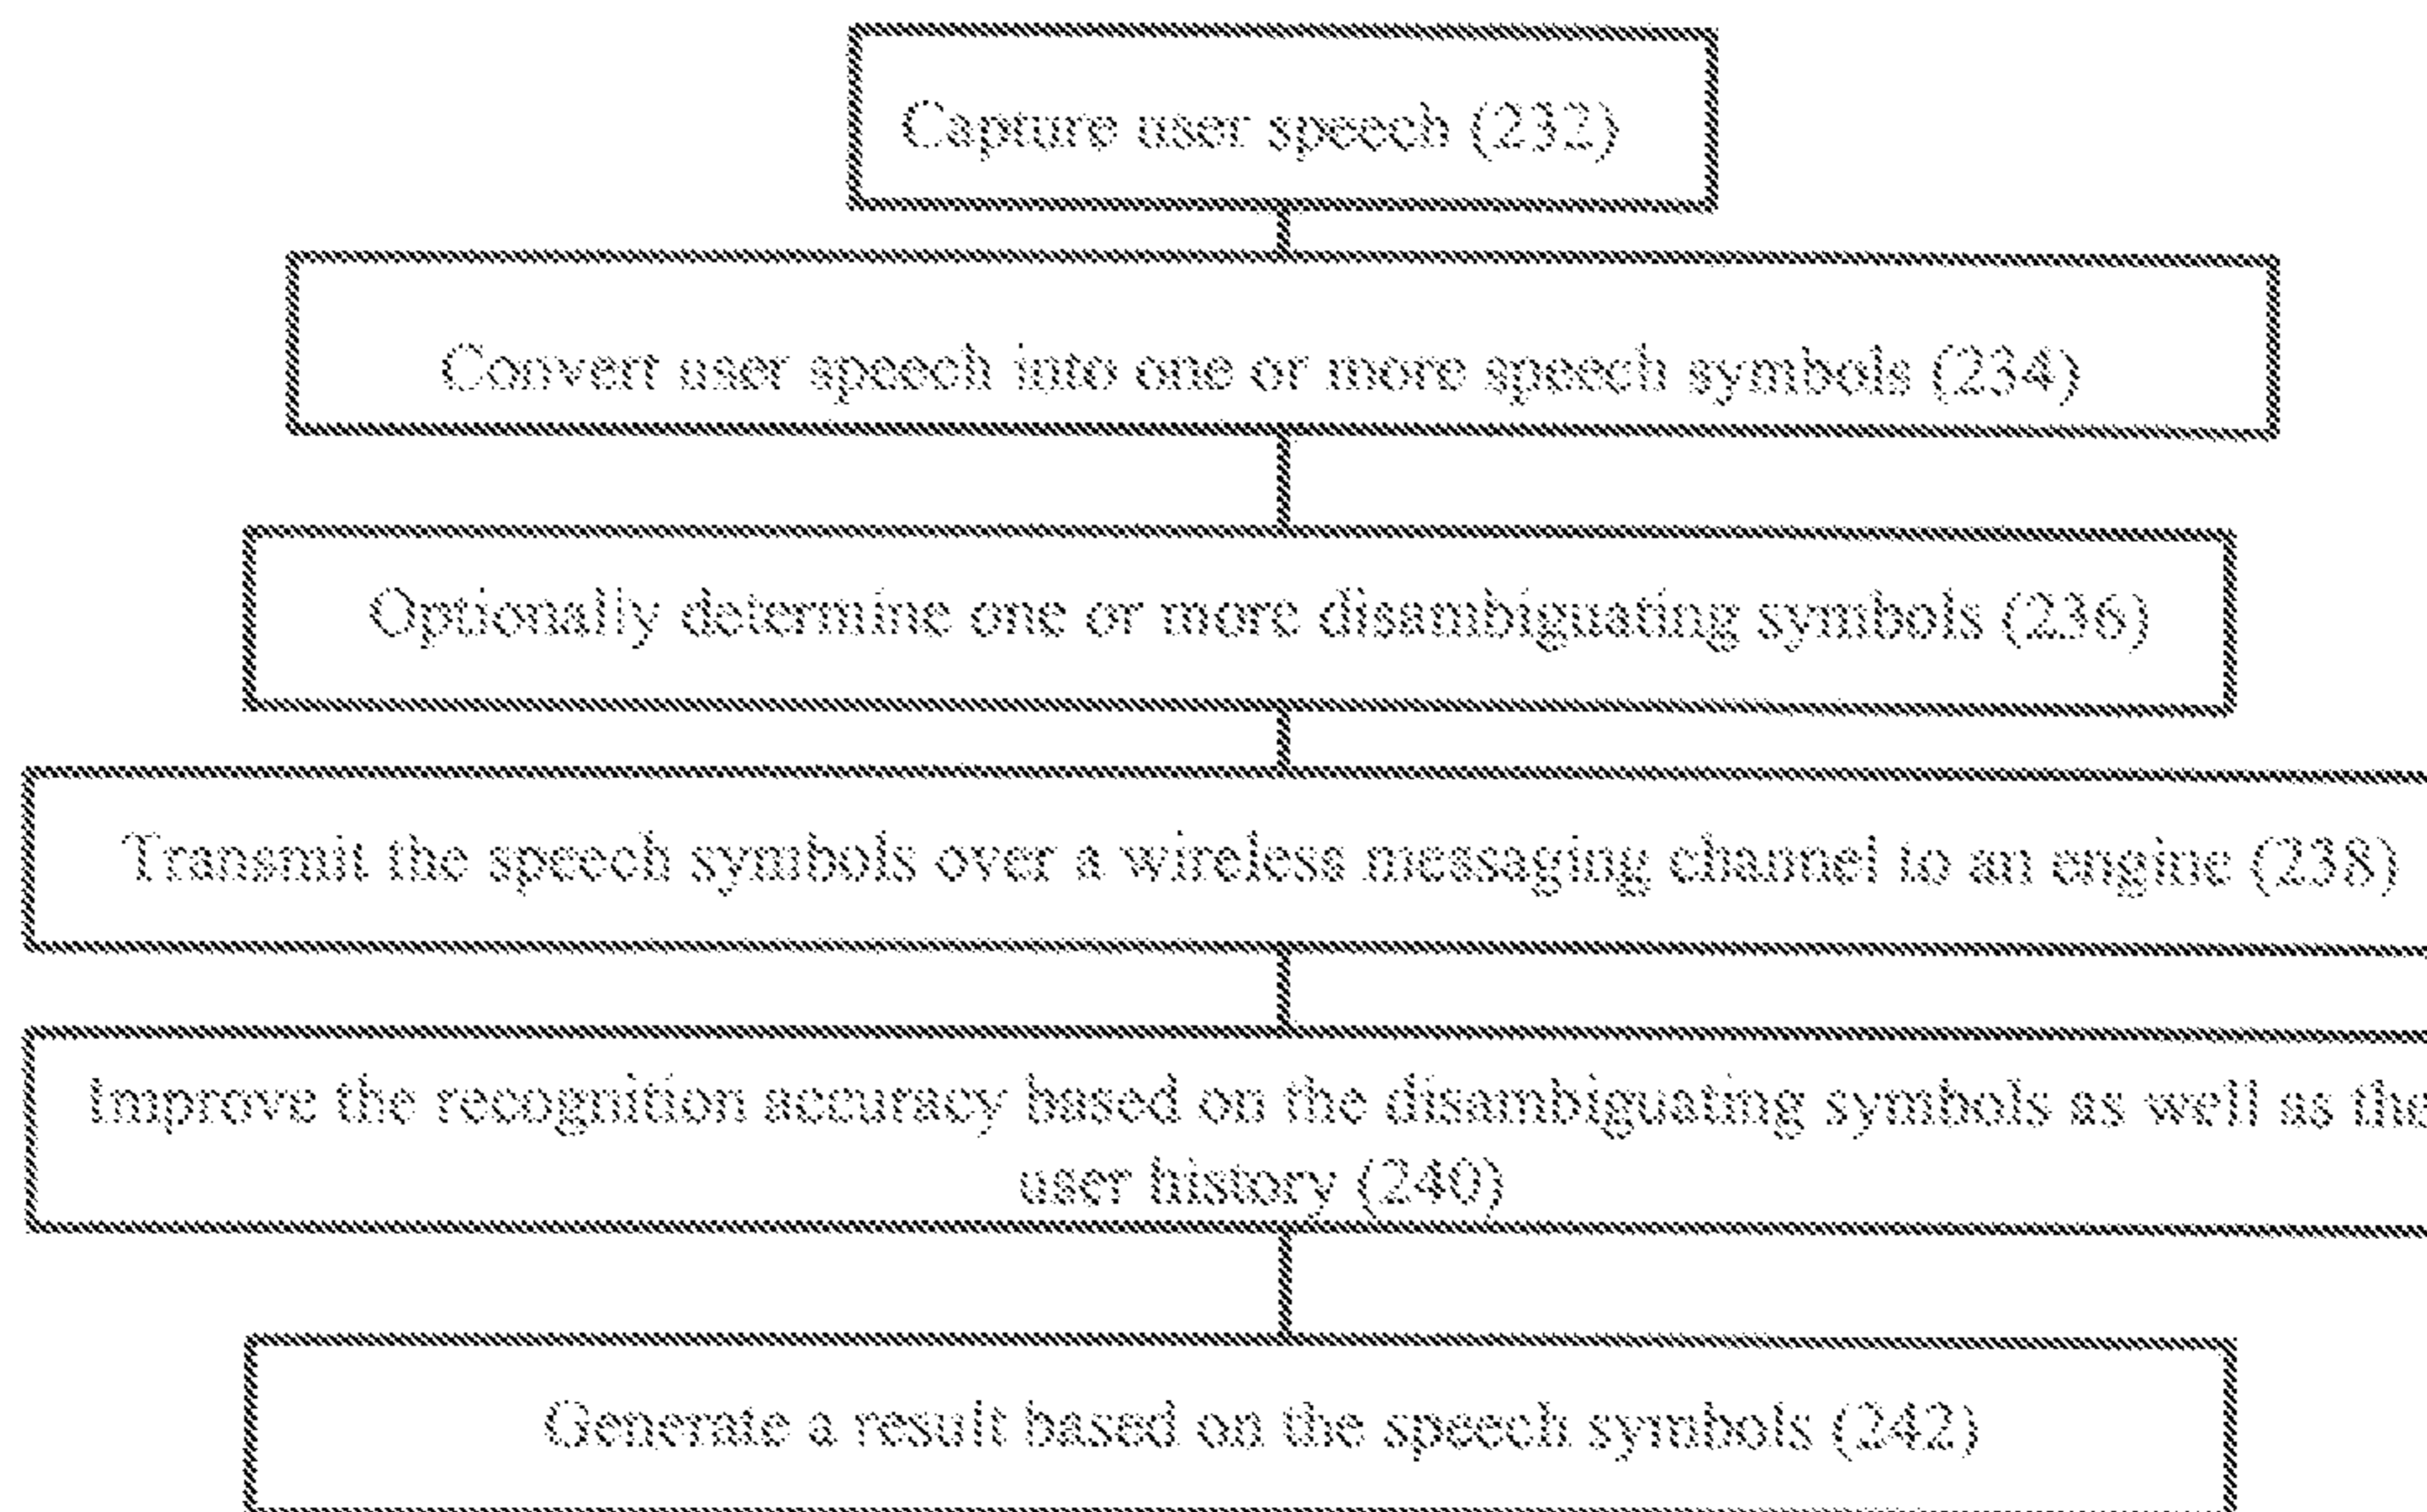 Capture user speech (232)
Convert user speech into one or more speech symbols (234)
Optionally determine one or more disambiguating symbols (236)
Transmit the speech symbols over a wireless messaging channel to an engine (238)
Improve the recognition accuracy based on the disambiguating symbols as well as the
user history (240)
Generate a result based on the speech symbols (242)